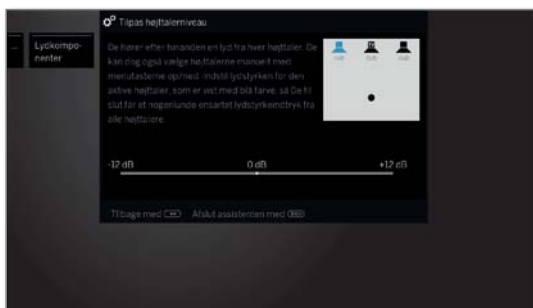 Tilpas højttalerniveau
...
Lydkompo-
nenter
De hører efter hinanden en lyd fra hver højttaler. De
kan dog også vælge højttalerne manuelt med
menutasterne op/ned. Indstil lydstyrken for den
aktive højttaler, som er vist med blå farve, så De til
slut får et nogenlunde ensartet lydstyrkeindtryk fra
alle højttalere.
0dB 0dB 0dB
-12 dB 0 dB +12 dB
Tilbage med Afslut assistenten med